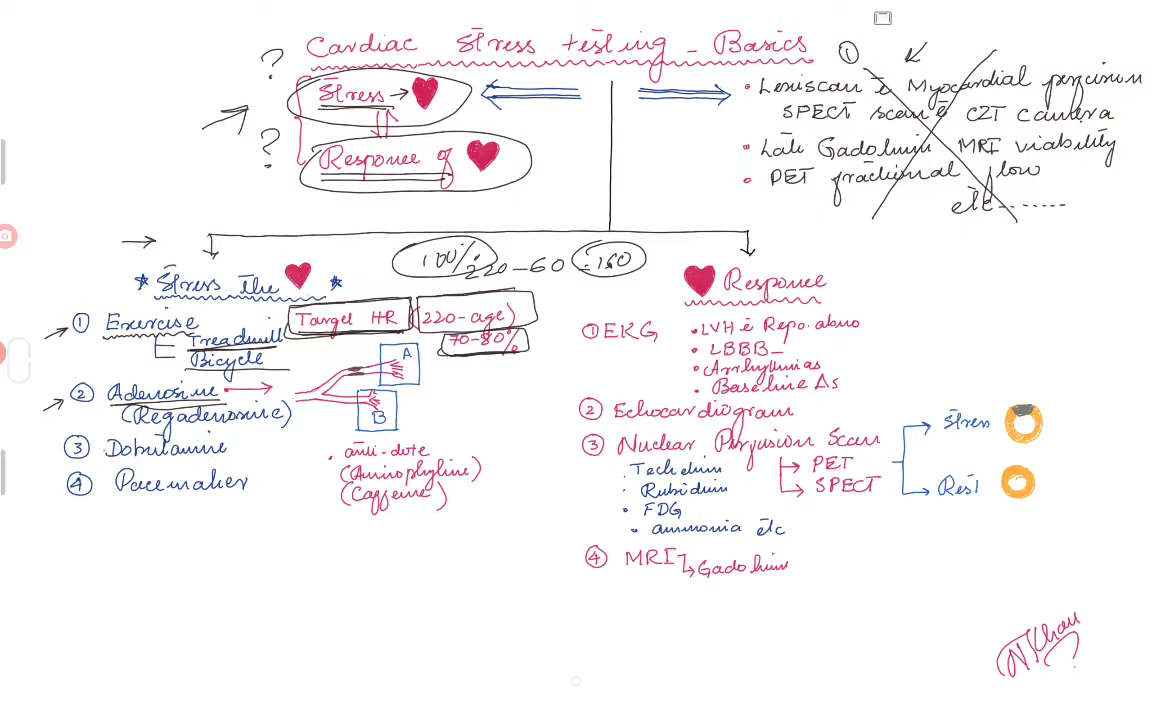 Cardiac Stress testing - Basics
?
Stress →
?
Response of
①
• Lexiscan c̄ Myocardial perfusion
SPECT scan c̄ CZT camera
• Late Gadolinium MRI viability
• PET fractional flow
etc.......
100% 220-60 = 160
* Stress the *
① Exercise
Treadmill
Bicycle
Target HR (220-age)
70-80%
② Adenosine
(Regadenosine)
③ Dobutamine
④ Pacemaker
A
B
• anti-dote
(Aminophyline)
(Caffeine)
Response
① EKG
• LVH c̄ Repo. abno
• LBBB
• Arrhythmias
• Baseline Δs
② Echocardiogram
③ Nuclear Perfusion Scan
→ PET
→ SPECT
Stress
Rest
• Technetium
• Rubidium
• FDG
• ammonia etc
④ MRI
↳ Gadolinium
N Khan